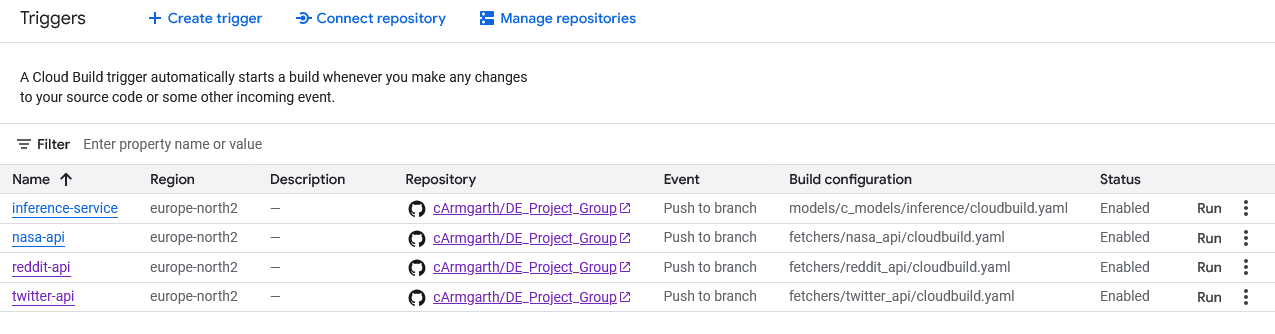 Triggers Create trigger Connect repository Manage repositories
A Cloud Build trigger automatically starts a build whenever you make any changes
to your source code or some other incoming event.
Filter Enter property name or value
Name Region Description Repository Event Build configuration Status
inference-service europe-north2 — cArmgarth/DE_Project_Group Push to branch models/c_models/inference/cloudbuild.yaml Enabled Run
nasa-api europe-north2 — cArmgarth/DE_Project_Group Push to branch fetchers/nasa_api/cloudbuild.yaml Enabled Run
reddit-api europe-north2 — cArmgarth/DE_Project_Group Push to branch fetchers/reddit_api/cloudbuild.yaml Enabled Run
twitter-api europe-north2 — cArmgarth/DE_Project_Group Push to branch fetchers/twitter_api/cloudbuild.yaml Enabled Run